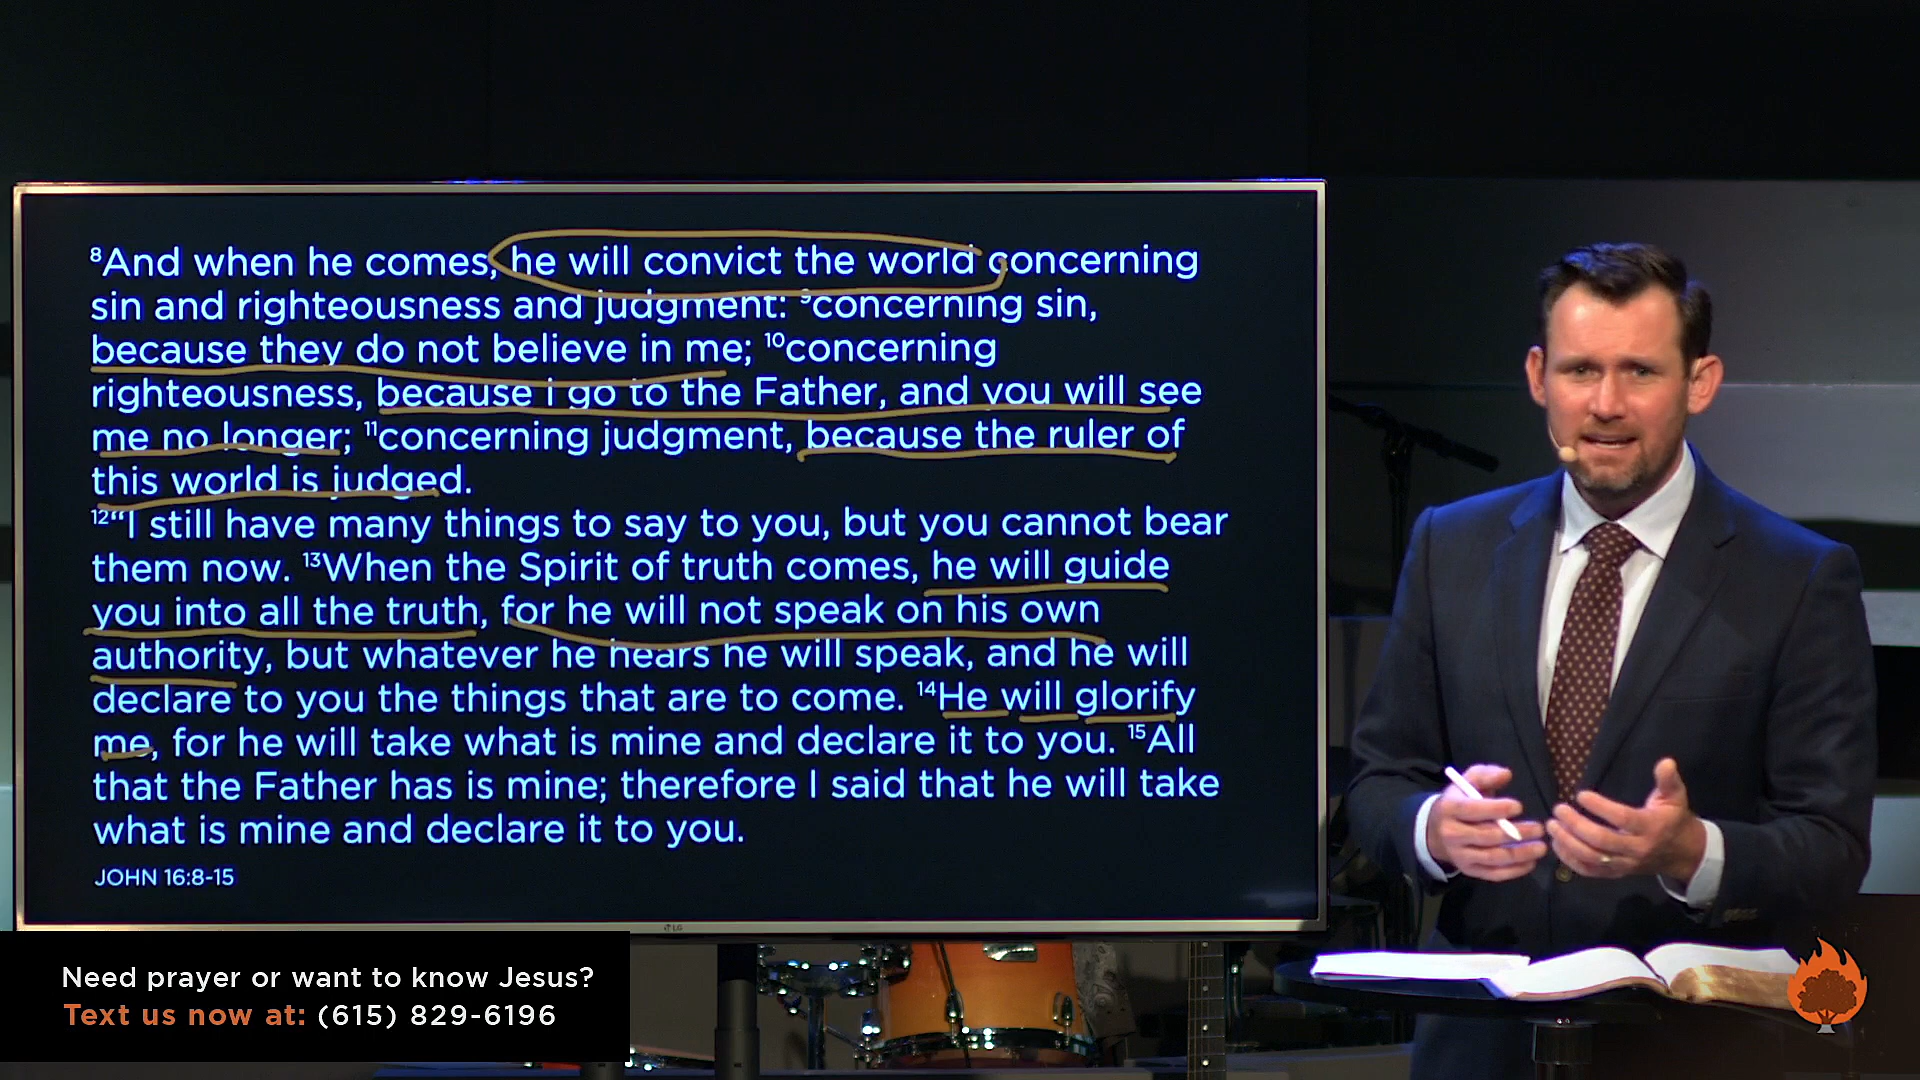 ⁸And when he comes, he will convict the world concerning
sin and righteousness and judgment: ⁹concerning sin,
because they do not believe in me; ¹⁰concerning
righteousness, because i go to the Father, and you will see
me no longer; ¹¹concerning judgment, because the ruler of
this world is judged.
¹²“I still have many things to say to you, but you cannot bear
them now. ¹³When the Spirit of truth comes, he will guide
you into all the truth, for he will not speak on his own
authority, but whatever he hears he will speak, and he will
declare to you the things that are to come. ¹⁴He will glorify
me, for he will take what is mine and declare it to you. ¹⁵All
that the Father has is mine; therefore I said that he will take
what is mine and declare it to you.
JOHN 16:8-15
LG
Need prayer or want to know Jesus?
Text us now at: (615) 829-6196